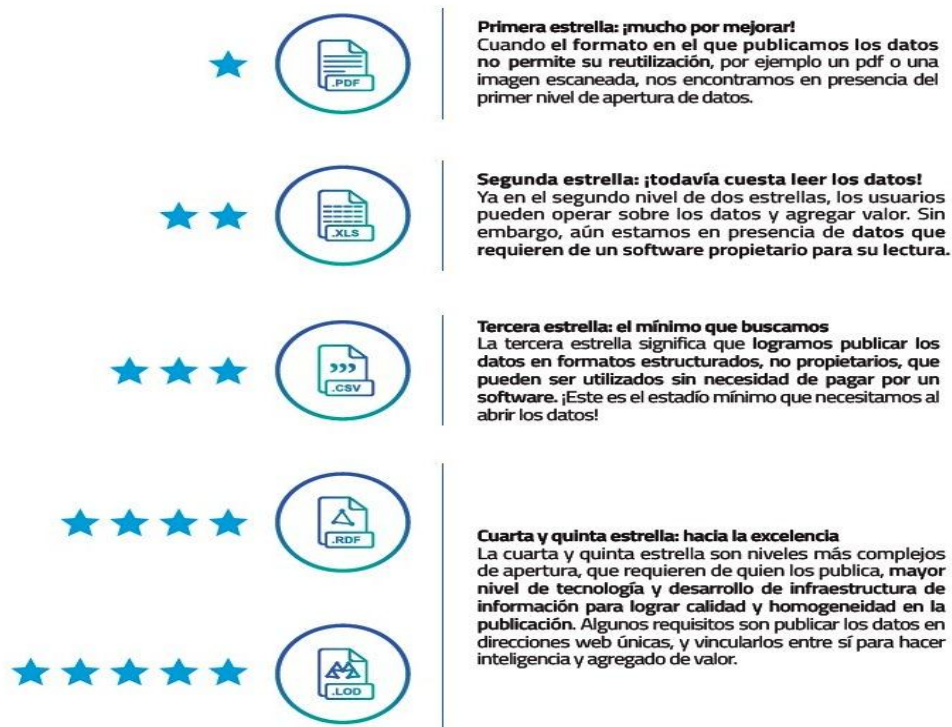 .PDF
Primera estrella: ¡mucho por mejorar!
Cuando el formato en el que publicamos los datos
no permite su reutilización, por ejemplo un pdf o una
imagen escaneada, nos encontramos en presencia del
primer nivel de apertura de datos.
.XLS
Segunda estrella: ¡todavía cuesta leer los datos!
Ya en el segundo nivel de dos estrellas, los usuarios
pueden operar sobre los datos y agregar valor. Sin
embargo, aún estamos en presencia de datos que
requieren de un software propietario para su lectura.
.CSV
Tercera estrella: el mínimo que buscamos
La tercera estrella significa que logramos publicar los
datos en formatos estructurados, no propietarios, que
pueden ser utilizados sin necesidad de pagar por un
software. ¡Este es el estadío mínimo que necesitamos al
abrir los datos!
.RDF
Cuarta y quinta estrella: hacia la excelencia
La cuarta y quinta estrella son niveles más complejos
de apertura, que requieren de quien los publica, mayor
nivel de tecnología y desarrollo de infraestructura de
información para lograr calidad y homogeneidad en la
publicación. Algunos requisitos son publicar los datos en
direcciones web únicas, y vincularlos entre sí para hacer
inteligencia y agregado de valor.
.LOD